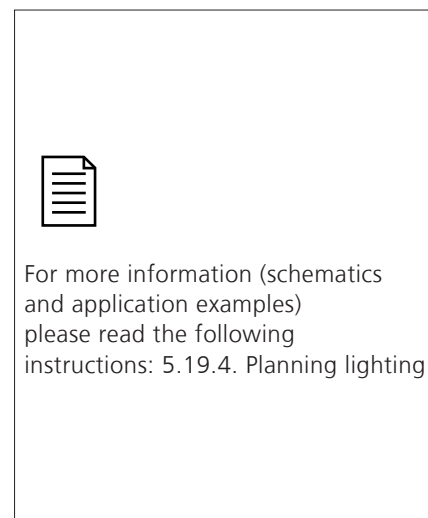 For more information (schematics
and application examples)
please read the following
instructions: 5.19.4. Planning lighting